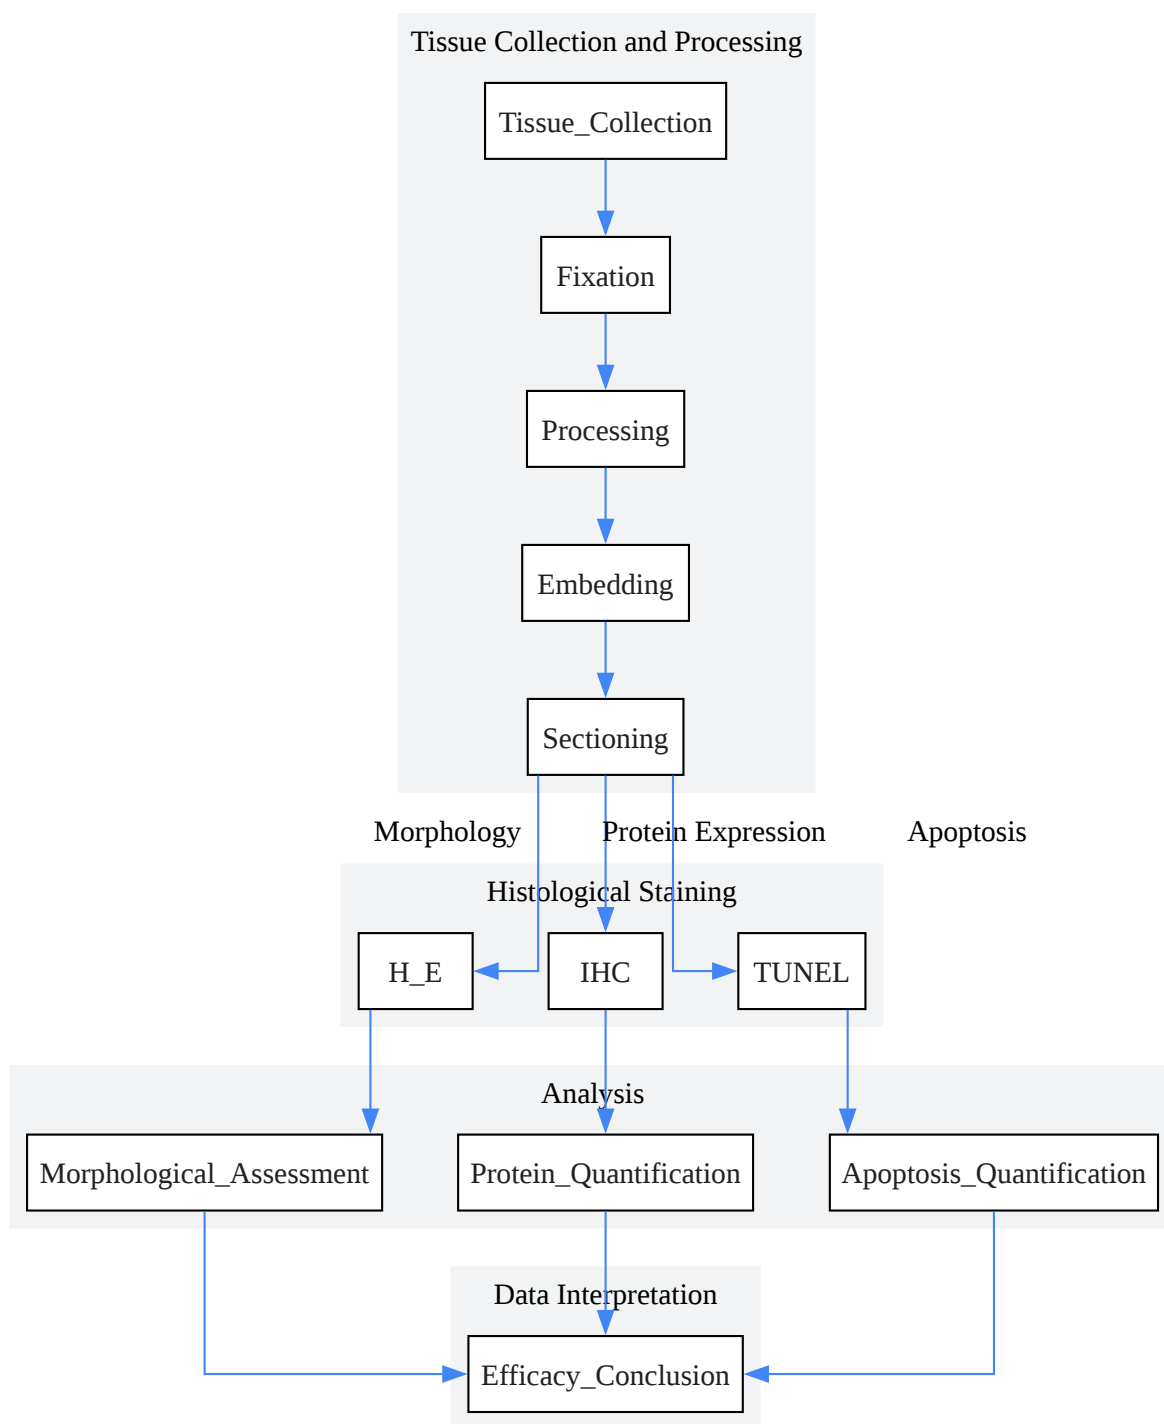 Tissue Collection and Processing
Tissue_Collection
Fixation
Processing
Embedding
Sectioning
Morphology
Protein Expression
Apoptosis
Histological Staining
H_E
IHC
TUNEL
Analysis
Morphological_Assessment
Protein_Quantification
Apoptosis_Quantification
Data Interpretation
Efficacy_Conclusion